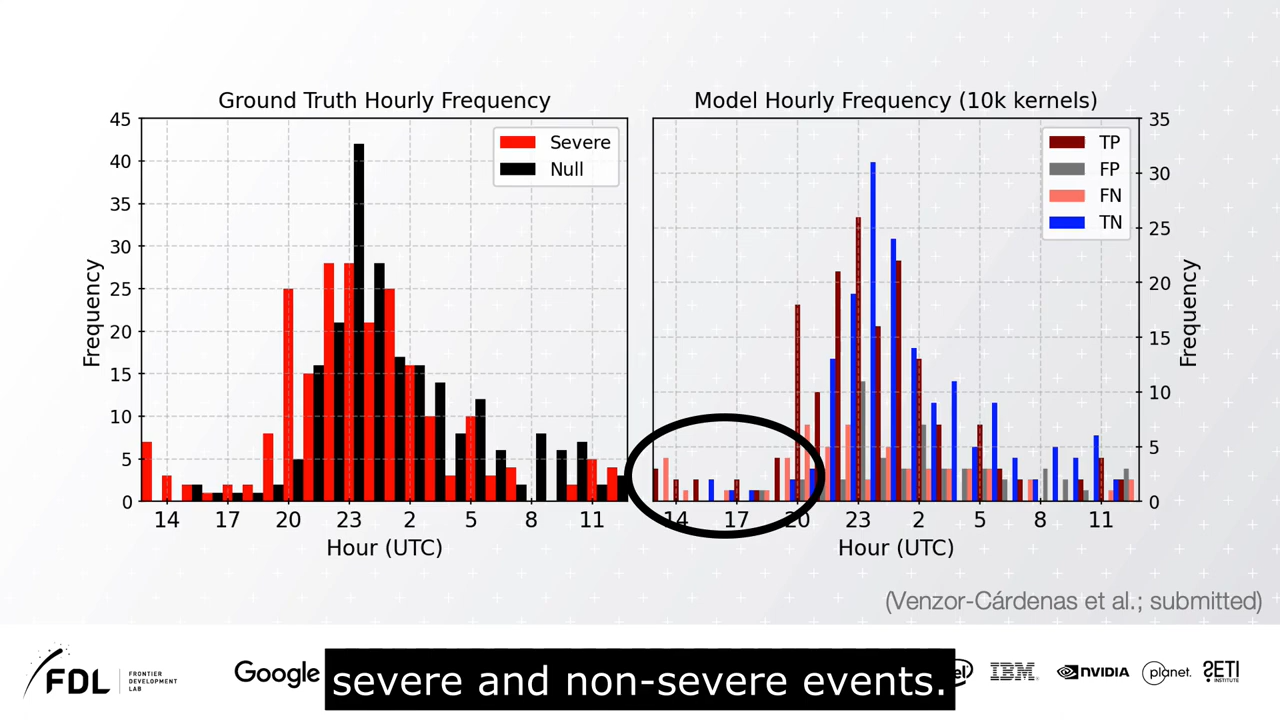 Ground Truth Hourly Frequency
Frequency
45
40
35
30
25
20
15
10
5
0
Severe
Null
14 17 20 23 2 5 8 11
Hour (UTC)
Model Hourly Frequency (10k kernels)
TP
FP
FN
TN
35
30
25
20
15
10
5
0
Frequency
14 17 20 23 2 5 8 11
Hour (UTC)
(Venzor-Cárdenas et al.; submitted)
FDL FRONTIER
DEVELOPMENT
LAB
Google
severe and non-severe events.
IBM
NVIDIA
planet.
SETI
INSTITUTE